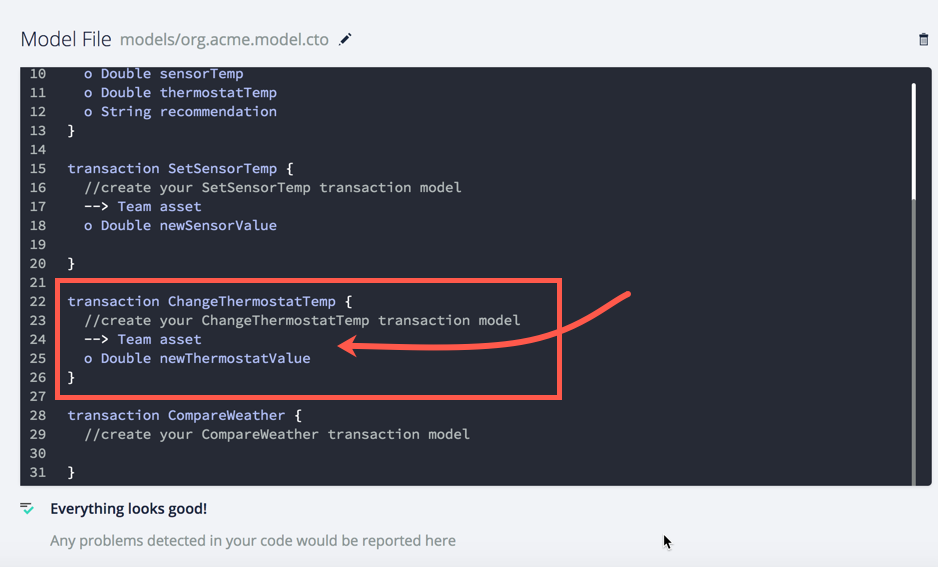 Model File models/org.acme.model.cto
10 o Double sensorTemp
11 o Double thermostatTemp
12 o String recommendation
13 }
14
15 transaction SetSensorTemp {
16 //create your SetSensorTemp transaction model
17 --> Team asset
18 o Double newSensorValue
19
20 }
21
22 transaction ChangeThermostatTemp {
23 //create your ChangeThermostatTemp transaction model
24 --> Team asset
25 o Double newThermostatValue
26 }
27
28 transaction CompareWeather {
29 //create your CompareWeather transaction model
30
31 }
Everything looks good!
Any problems detected in your code would be reported here